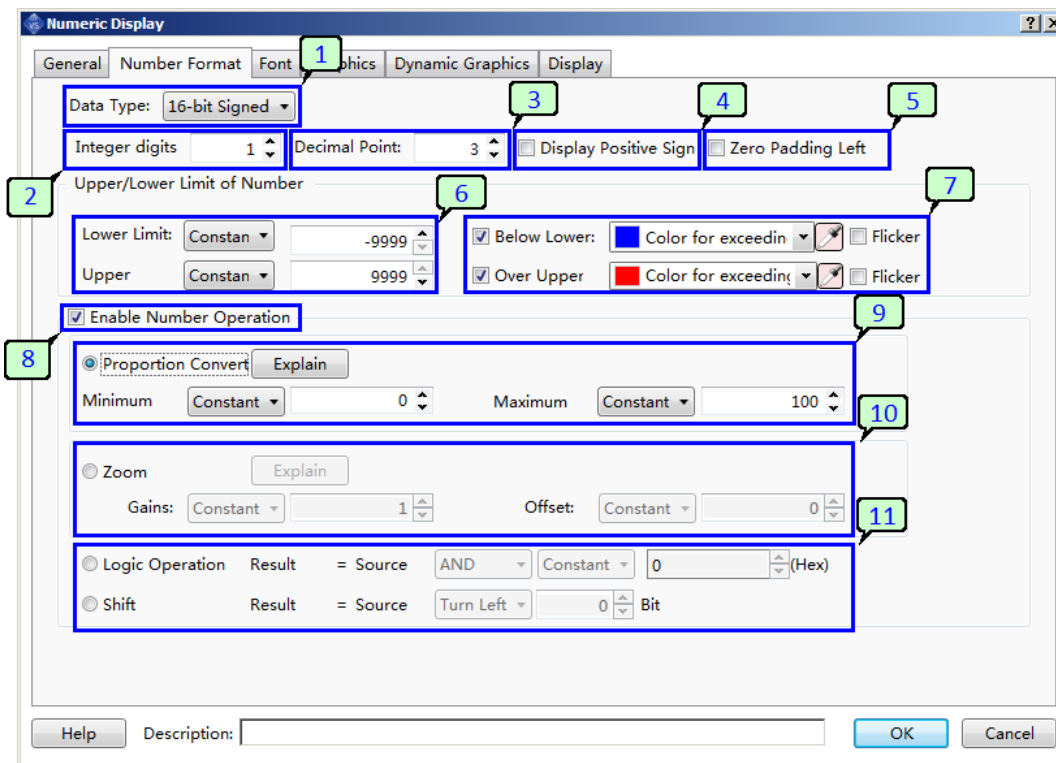 Numeric Display
General Number Format Font Graphics Dynamic Graphics Display
1
Data Type: 16-bit Signed
3
4
5
Integer digits 1 Decimal Point: 3 Display Positive Sign Zero Padding Left
2
Upper/Lower Limit of Number
6
7
Lower Limit: Constan -9999 Below Lower: Color for exceedin Flicker
Upper Constan 9999 Over Upper Color for exceeding Flicker
Enable Number Operation
8
9
Proportion Convert Explain
Minimum Constant 0 Maximum Constant 100
10
Zoom Explain
Gains: Constant 1 Offset: Constant 0
11
Logic Operation Result = Source AND Constant 0 (Hex)
Shift Result = Source Turn Left 0 Bit
Help Description: OK Cancel